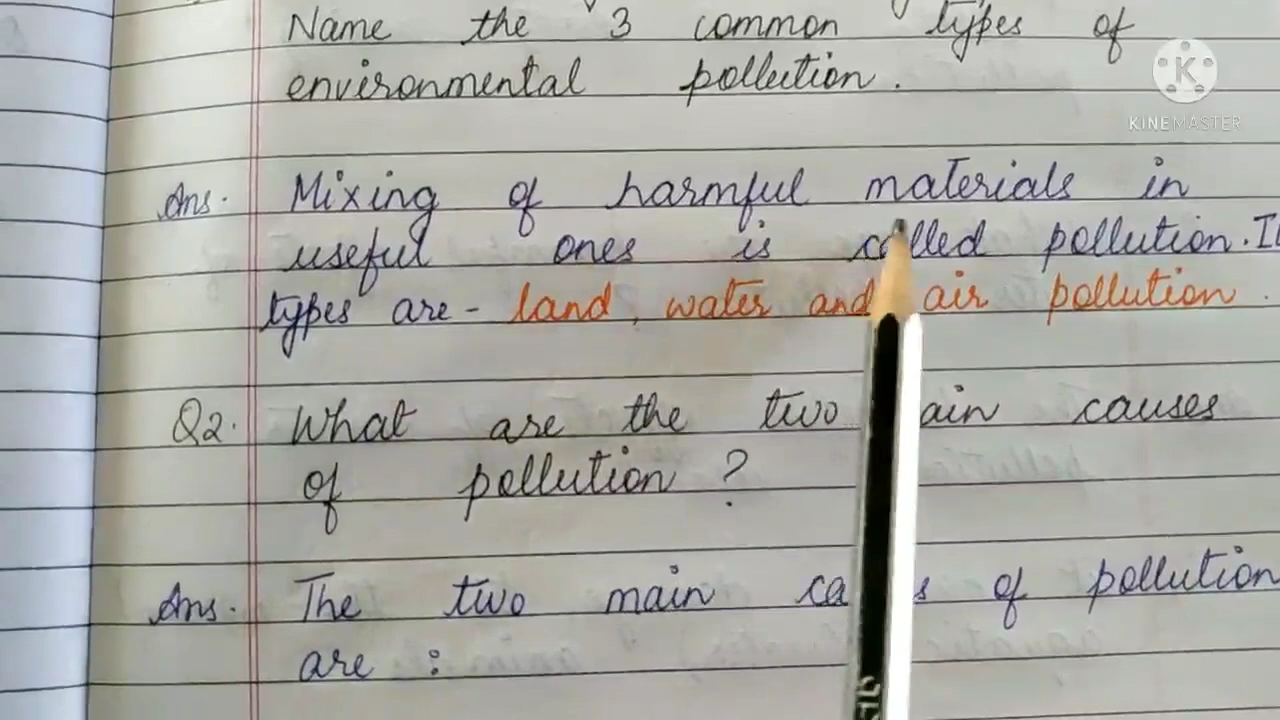 Name the 3 common types of
environmental pollution.
KINEMASTER
Ans. Mixing of harmful materials in
useful ones is called pollution.
types are - land, water and air pollution.
Q2. What are the two ain causes
of pollution?
Ans. The two main of pollution
are :